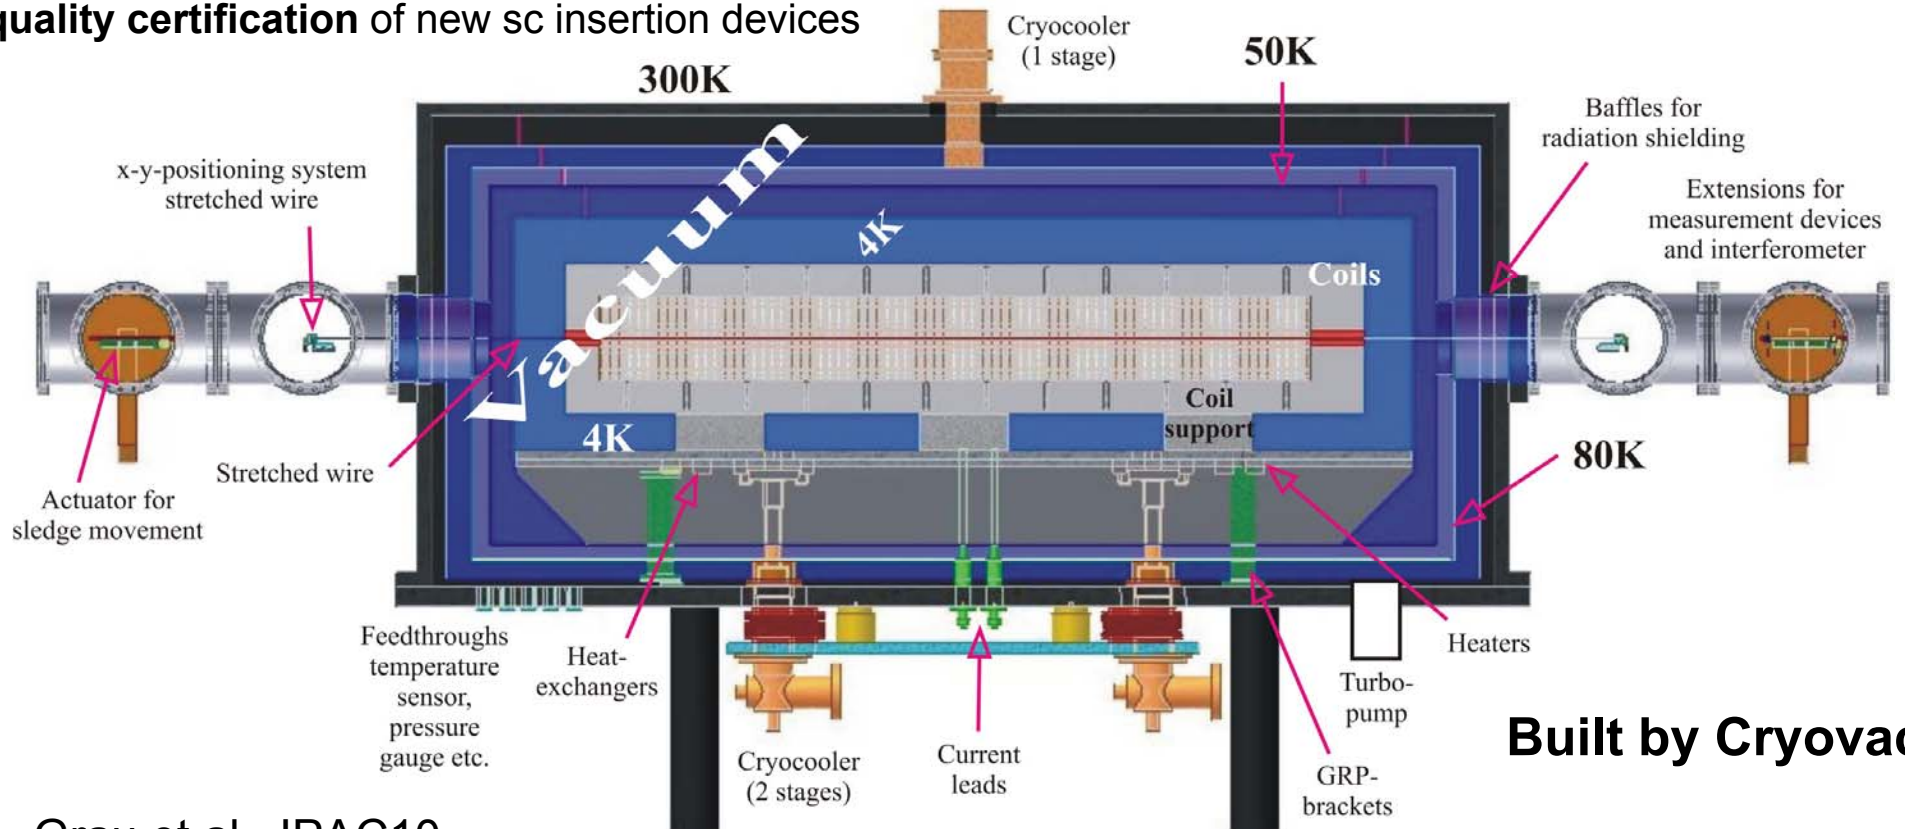 quality certification of new sc insertion devices
Cryocooler
(1 stage)
50K
300K
Baffles for
radiation shielding
x-y-positioning system
stretched wire
Extensions for
measurement devices
and interferometer
Vacuum
4K
Coils
Coil
support
4K
80K
Stretched wire
Actuator for
sledge movement
Feedthroughs
temperature
sensor,
pressure
gauge etc.
Heat-
exchangers
Heaters
Turbo-
pump
Cryocooler
(2 stages)
Current
leads
GRP-
brackets
Built by Cryovac
et al., IPAC10